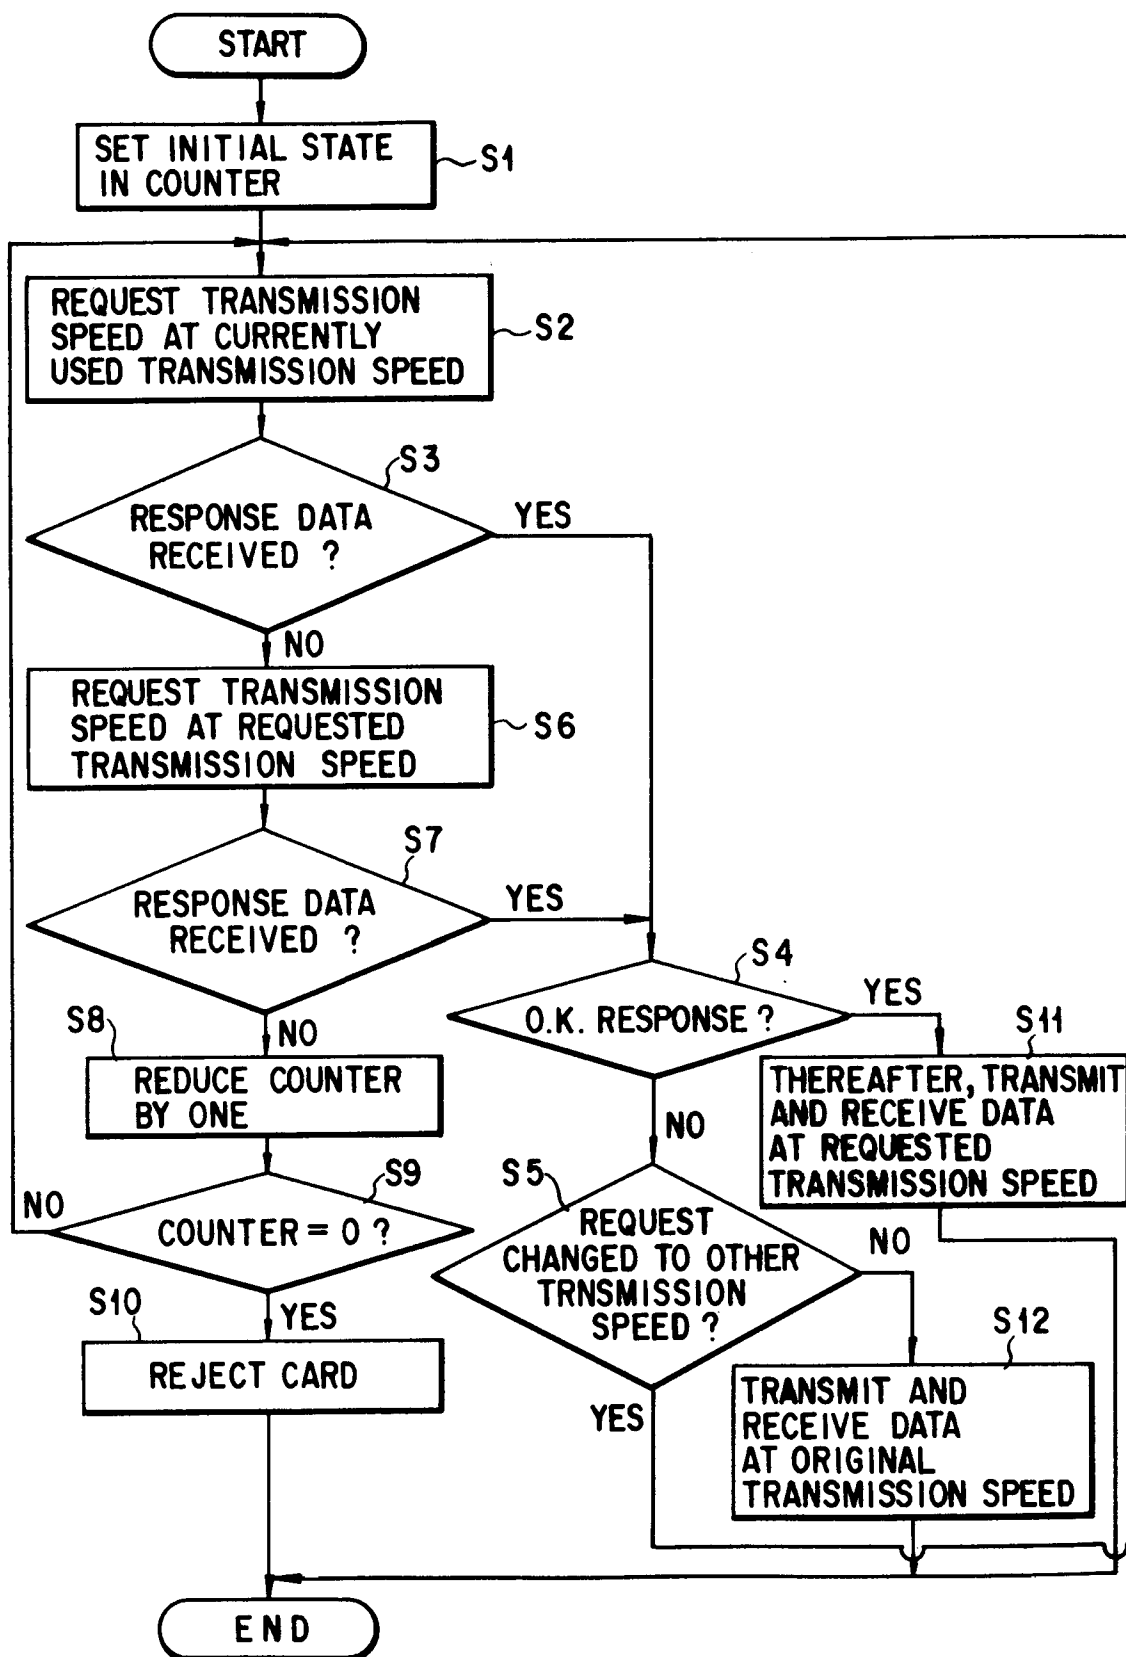 START
SET INITIAL STATE
IN COUNTER
S1
REQUEST TRANSMISSION
SPEED AT CURRENTLY
USED TRANSMISSION SPEED
S2
S3
RESPONSE DATA
RECEIVED ?
YES
NO
REQUEST TRANSMISSION
SPEED AT REQUESTED
TRANSMISSION SPEED
S6
S7
RESPONSE DATA
RECEIVED ?
YES
NO
S8
REDUCE COUNTER
BY ONE
S9
COUNTER = 0 ?
NO
YES
S10
REJECT CARD
S4
O.K. RESPONSE ?
YES
NO
S11
THEREAFTER, TRANSMIT
AND RECEIVE DATA
AT REQUESTED
TRANSMISSION SPEED
S5
REQUEST
CHANGED TO OTHER
TRNSMISSION
SPEED ?
NO
YES
S12
TRANSMIT AND
RECEIVE DATA
AT ORIGINAL
TRANSMISSION SPEED
END